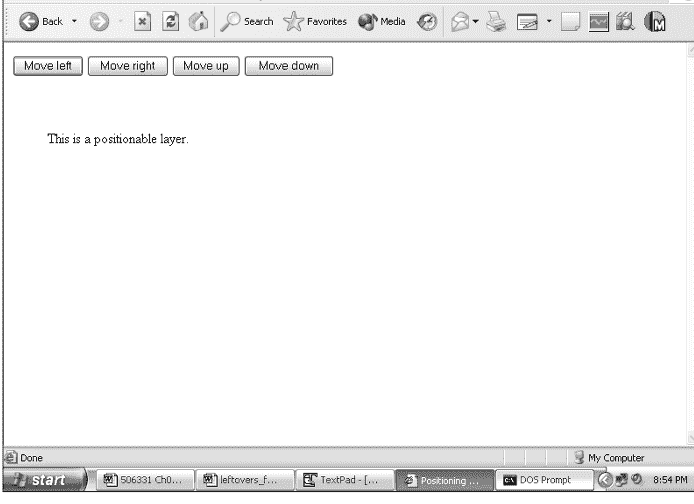 Back Search Favorites Media
Move left Move right Move up Move down
This is a positionable layer.
Done My Computer
start 506331 Ch0... leftovers_f... TextPad - [... Positioning ... DOS Prompt 8:54 PM